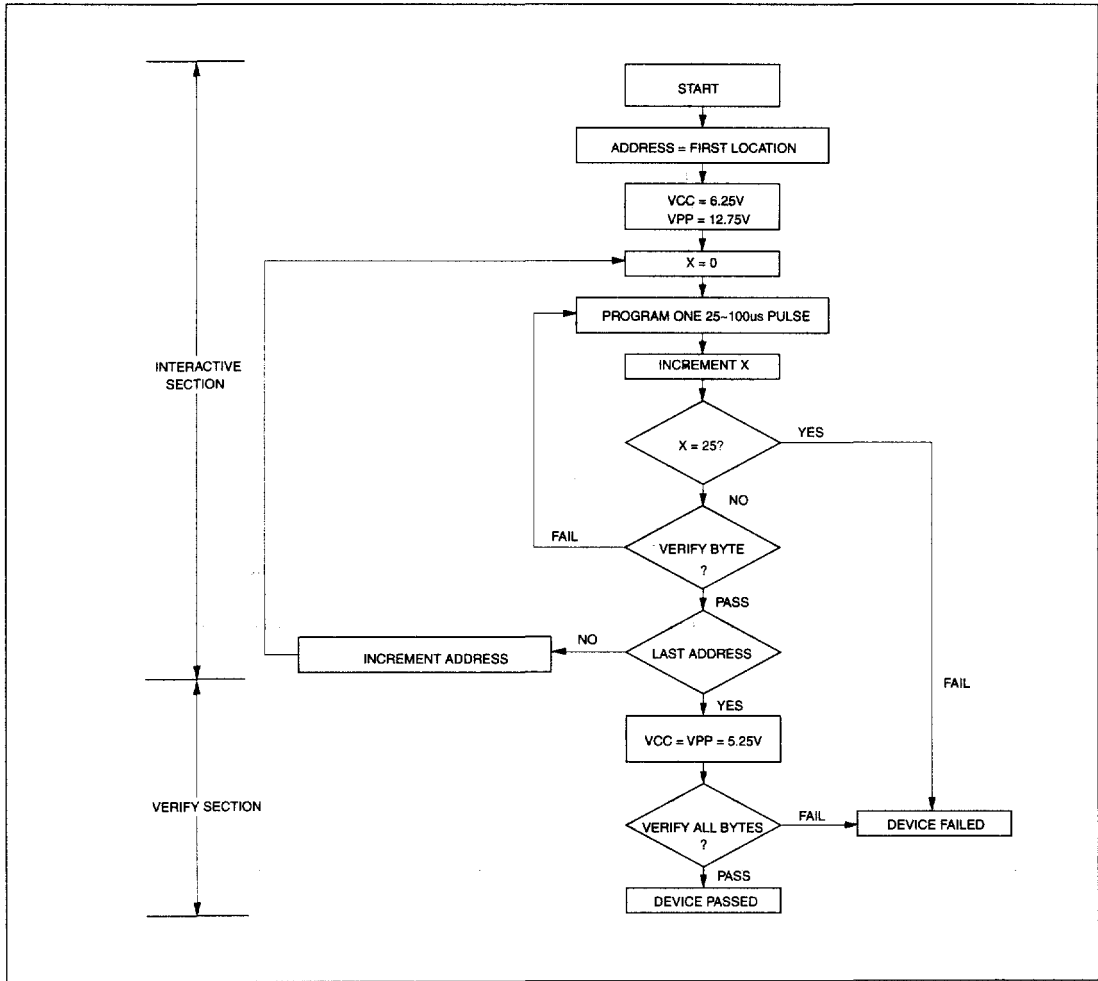 START
ADDRESS = FIRST LOCATION
VCC = 6.25V
VPP = 12.75V
X = 0
PROGRAM ONE 25~100us PULSE
INTERACTIVE
SECTION
INCREMENT X
X = 25?
YES
NO
FAIL
VERIFY BYTE
?
PASS
NO
INCREMENT ADDRESS
LAST ADDRESS
FAIL
YES
VCC = VPP = 5.25V
VERIFY SECTION
VERIFY ALL BYTES
?
FAIL
DEVICE FAILED
PASS
DEVICE PASSED